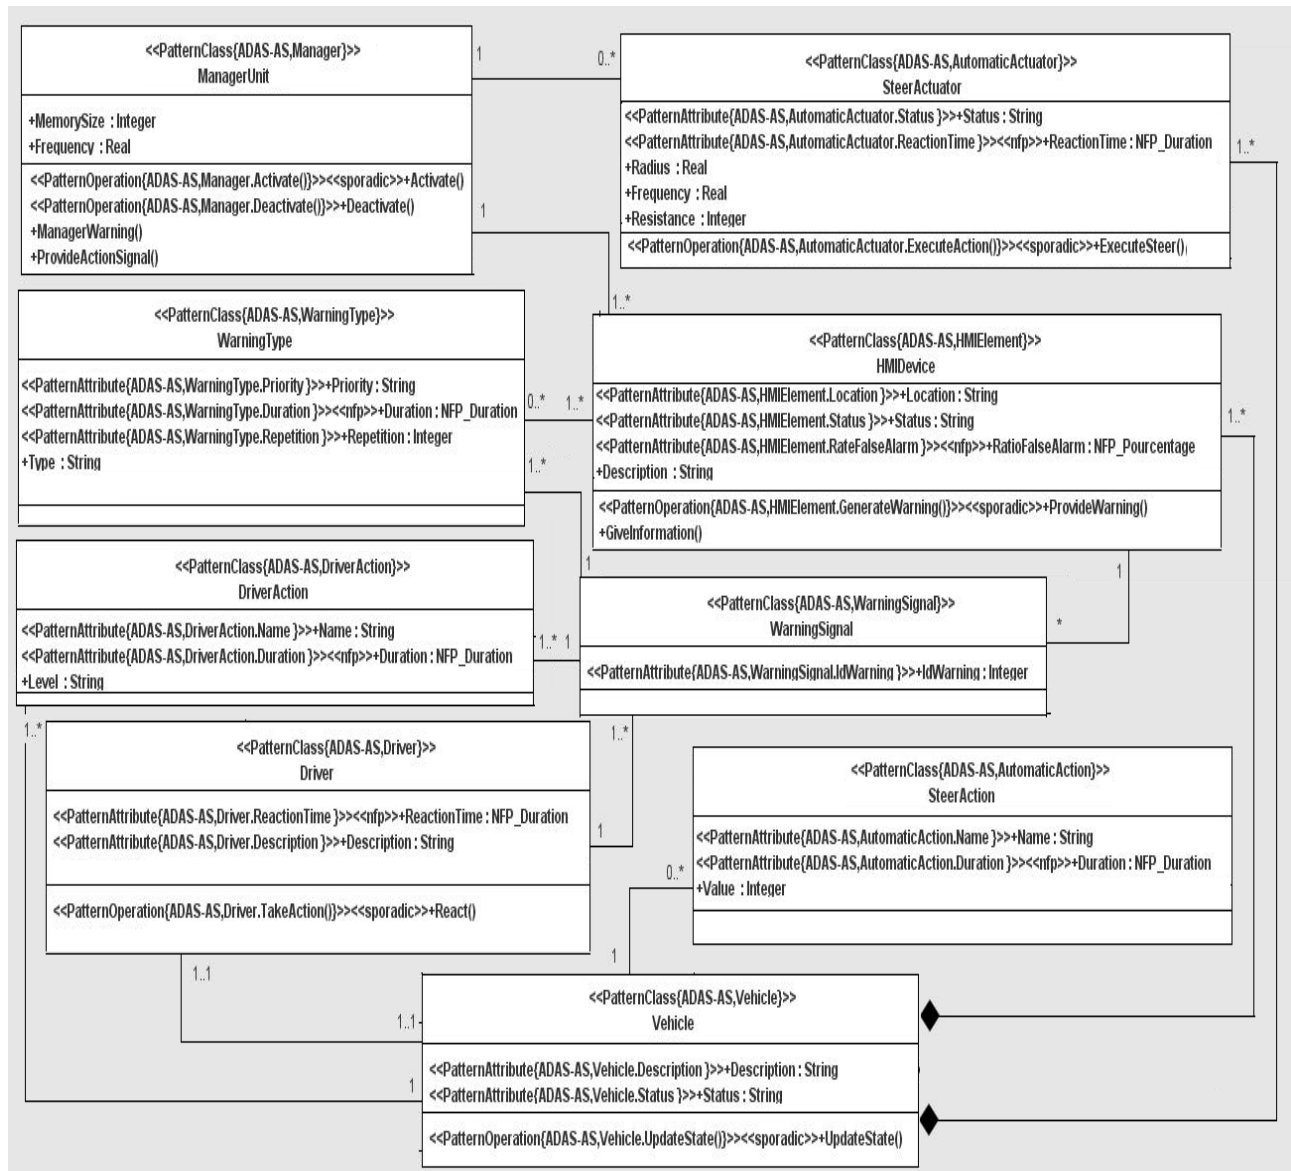 <<PatternClass{ADAS-AS,Manager}>>
ManagerUnit
+MemorySize : Integer
+Frequency : Real
<<PatternOperation{ADAS-AS,Manager.Activate()}>><<sporadic>>+Activate()
<<PatternOperation{ADAS-AS,Manager.Deactivate()}>>+Deactivate()
+ManagerWarning()
+ProvideActionSignal()
1
0..*
<<PatternClass{ADAS-AS,AutomaticActuator}>>
SteerActuator
<<PatternAttribute{ADAS-AS,AutomaticActuator.Status }>>+Status : String
<<PatternAttribute{ADAS-AS,AutomaticActuator.ReactionTime }>><<nfp>>+ReactionTime : NFP_Duration
+Radius : Real
+Frequency : Real
+Resistance : Integer
<<PatternOperation{ADAS-AS,AutomaticActuator.ExecuteAction()}>><<sporadic>>+ExecuteSteer()
1..*
1
1..*
<<PatternClass{ADAS-AS,WarningType}>>
WarningType
<<PatternAttribute{ADAS-AS,WarningType.Priority }>>+Priority : String
<<PatternAttribute{ADAS-AS,WarningType.Duration }>><<nfp>>+Duration : NFP_Duration
<<PatternAttribute{ADAS-AS,WarningType.Repetition }>>+Repetition : Integer
+Type : String
0..*
1..*
1..*
<<PatternClass{ADAS-AS,HMIElement}>>
HMIDevice
<<PatternAttribute{ADAS-AS,HMIElement.Location }>>+Location : String
<<PatternAttribute{ADAS-AS,HMIElement.Status }>>+Status : String
<<PatternAttribute{ADAS-AS,HMIElement.RateFalseAlarm }>><<nfp>>+RatioFalseAlarm : NFP_Pourcentage
+Description : String
<<PatternOperation{ADAS-AS,HMIElement.GenerateWarning()}>><<sporadic>>+ProvideWarning()
+GiveInformation()
1..*
1
1
<<PatternClass{ADAS-AS,DriverAction}>>
DriverAction
<<PatternAttribute{ADAS-AS,DriverAction.Name }>>+Name : String
<<PatternAttribute{ADAS-AS,DriverAction.Duration }>><<nfp>>+Duration : NFP_Duration
+Level : String
1..*
1
<<PatternClass{ADAS-AS,WarningSignal}>>
WarningSignal
<<PatternAttribute{ADAS-AS,WarningSignal.IdWarning }>>+IdWarning : Integer
*
1..*
1..*
<<PatternClass{ADAS-AS,Driver}>>
Driver
<<PatternAttribute{ADAS-AS,Driver.ReactionTime }>><<nfp>>+ReactionTime : NFP_Duration
<<PatternAttribute{ADAS-AS,Driver.Description }>>+Description : String
<<PatternOperation{ADAS-AS,Driver.TakeAction()}>><<sporadic>>+React()
1
<<PatternClass{ADAS-AS,AutomaticAction}>>
SteerAction
<<PatternAttribute{ADAS-AS,AutomaticAction.Name }>>+Name : String
<<PatternAttribute{ADAS-AS,AutomaticAction.Duration }>><<nfp>>+Duration : NFP_Duration
+Value : Integer
0..*
1
1..1
1..1
1
<<PatternClass{ADAS-AS,Vehicle}>>
Vehicle
<<PatternAttribute{ADAS-AS,Vehicle.Description }>>+Description : String
<<PatternAttribute{ADAS-AS,Vehicle.Status }>>+Status : String
<<PatternOperation{ADAS-AS,Vehicle.UpdateState()}>><<sporadic>>+UpdateState()